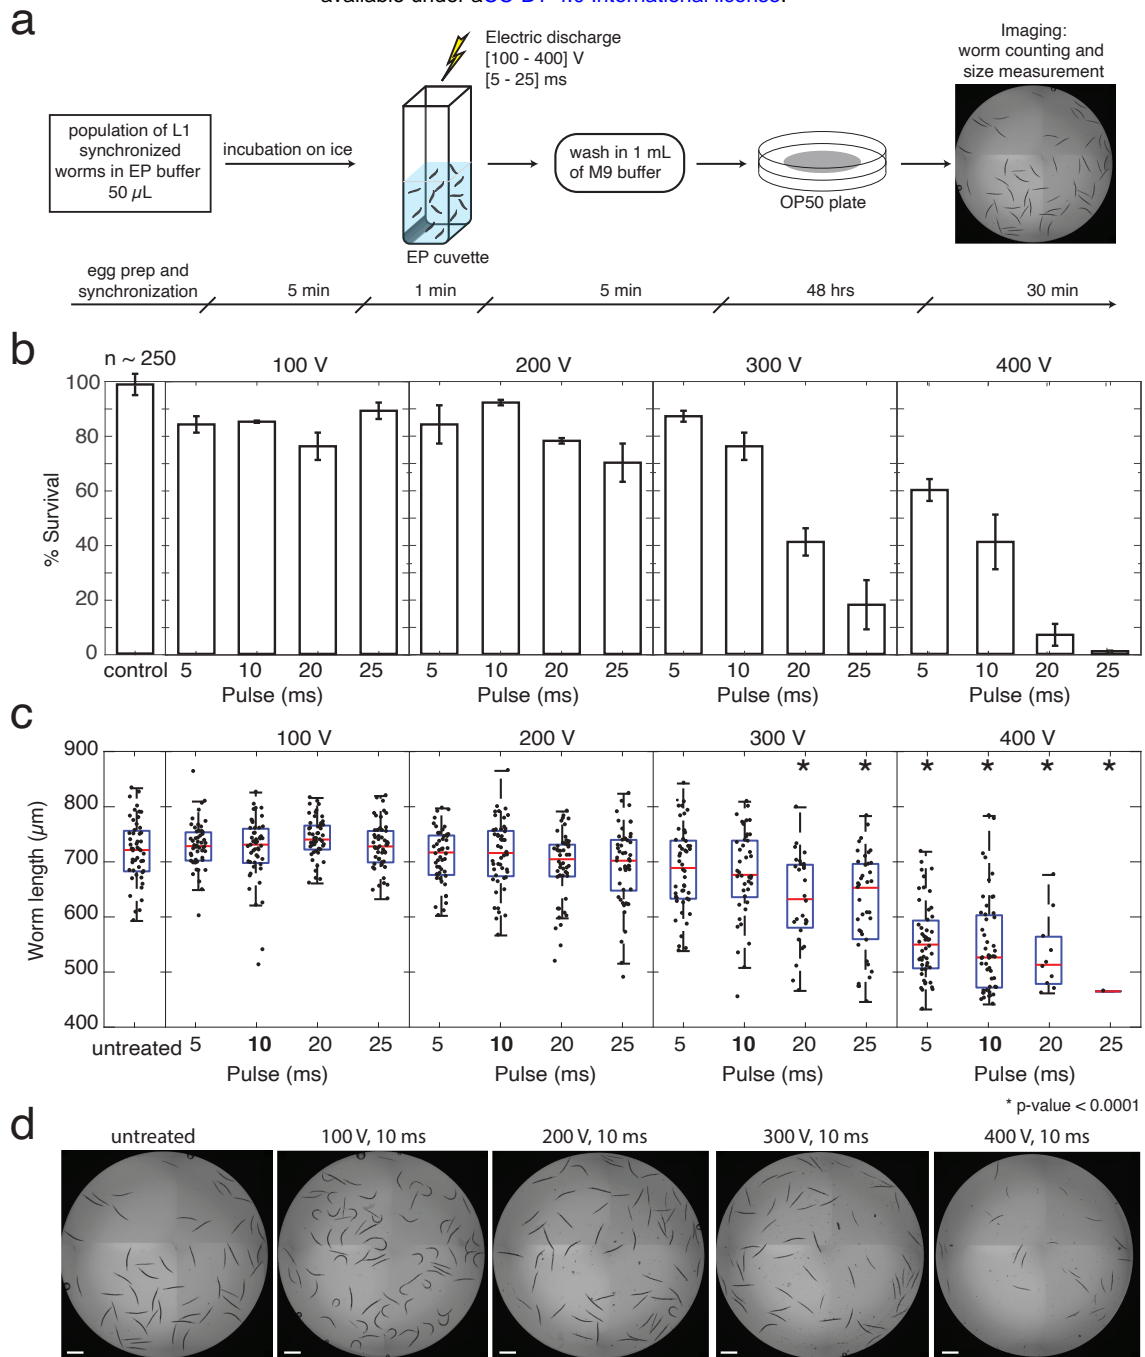 available under aCC-BY 4.0 International license.
a
Electric discharge
[100 - 400] V
[5 - 25] ms
Imaging:
worm counting and
size measurement
population of L1
synchronized
worms in EP buffer
50 µL
incubation on ice
EP cuvette
wash in 1 mL
of M9 buffer
OP50 plate
egg prep and
synchronization
5 min
1 min
5 min
48 hrs
30 min
b
n ~ 250
100 V
200 V
300 V
400 V
% Survival
100
80
60
40
20
0
control
5 10 20 25
5 10 20 25
5 10 20 25
5 10 20 25
Pulse (ms)
Pulse (ms)
Pulse (ms)
Pulse (ms)
c
100 V
200 V
300 V
400 V
Worm length (µm)
900
800
700
600
500
400
* * * * * *
untreated
5 10 20 25
5 10 20 25
5 10 20 25
5 10 20 25
Pulse (ms)
Pulse (ms)
Pulse (ms)
Pulse (ms)
* p-value < 0.0001
d
untreated
100 V, 10 ms
200 V, 10 ms
300 V, 10 ms
400 V, 10 ms